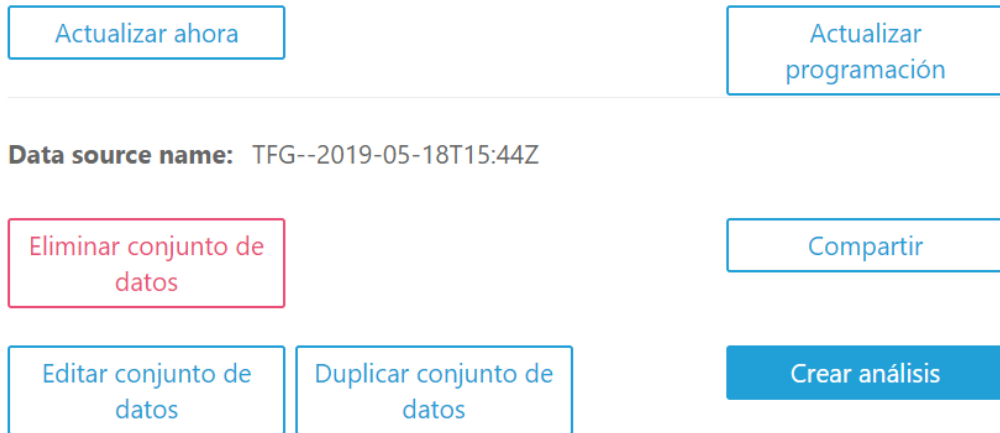 Actualizar ahora
Actualizar
programación
Data source name: TFG--2019-05-18T15:44Z
Eliminar conjunto de
datos
Compartir
Editar conjunto de
datos
Duplicar conjunto de
datos
Crear análisis